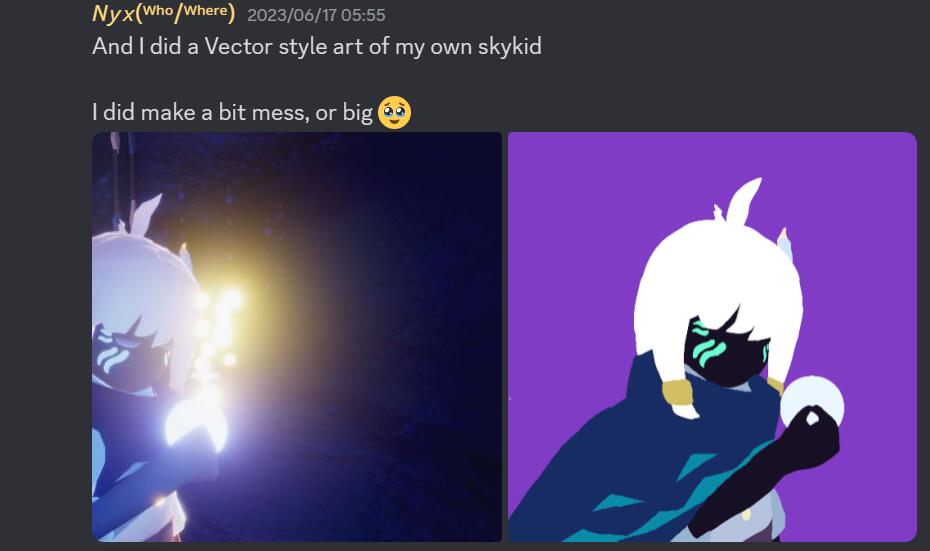 Nyx(Who/Where) 2023/06/17 05:55
And I did a Vector style art of my own skykid
I did make a bit mess, or big 🥹